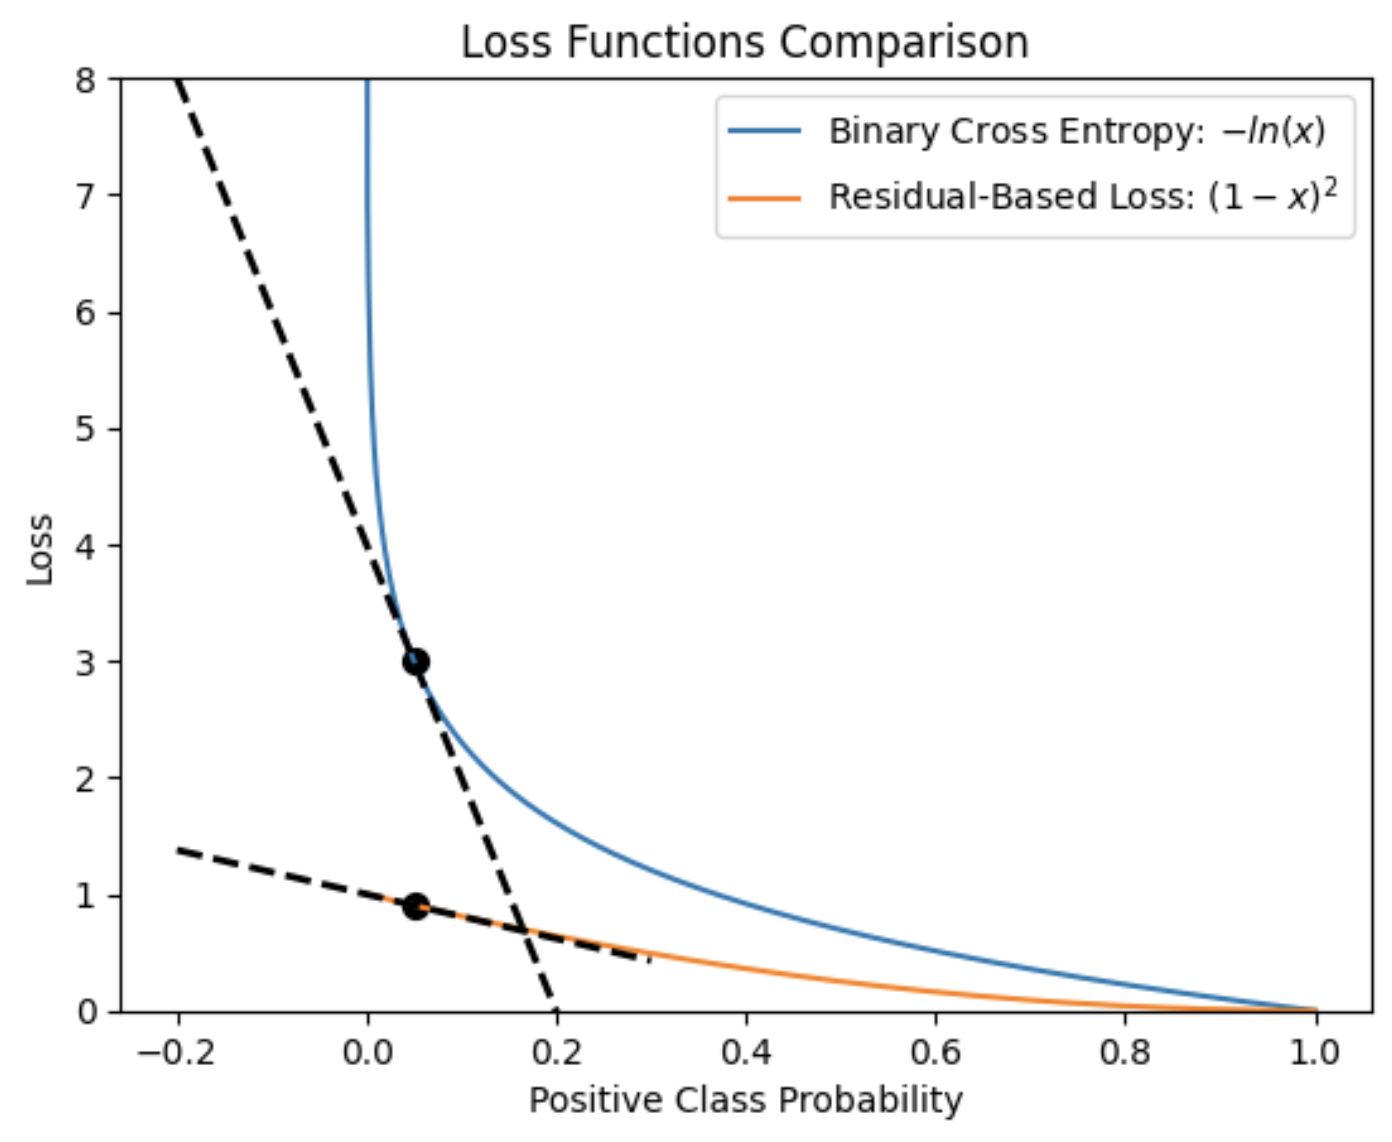 Loss Functions Comparison
8
7
6
5
4
3
2
1
0
Loss
Binary Cross Entropy: −ln(x)
Residual-Based Loss: (1 − x)²
−0.2 0.0 0.2 0.4 0.6 0.8 1.0
Positive Class Probability